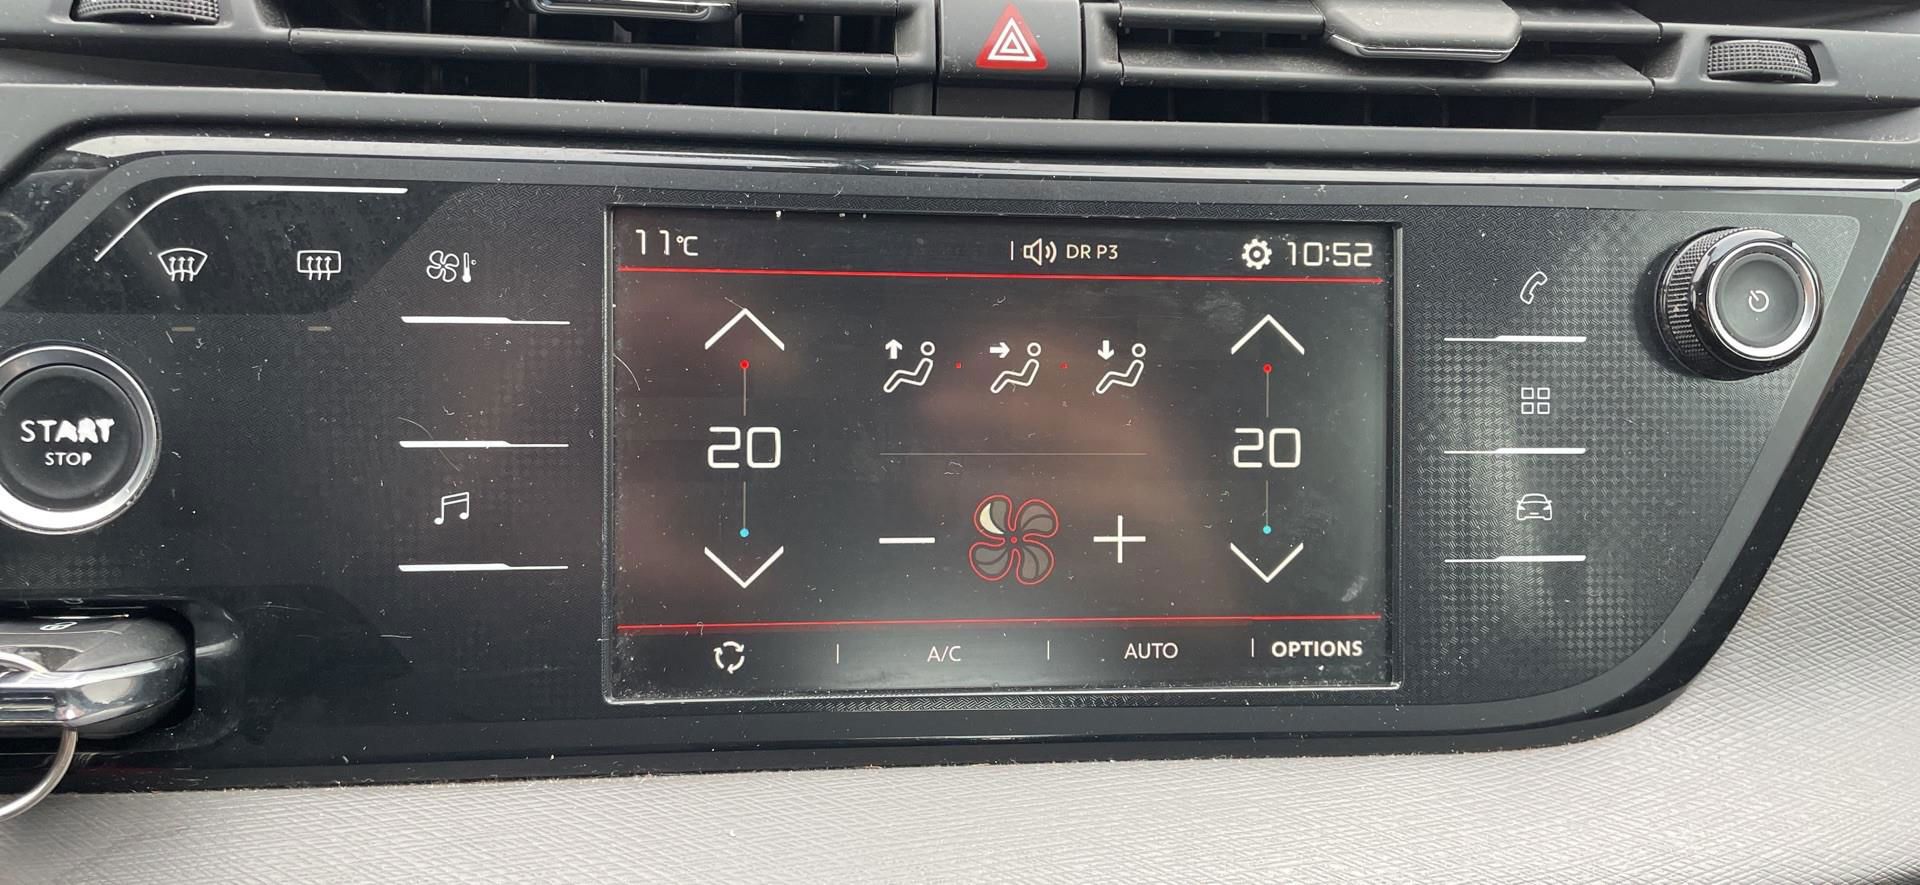 11°C
DR P3
10:52
START
STOP
20
20
A/C
AUTO
OPTIONS